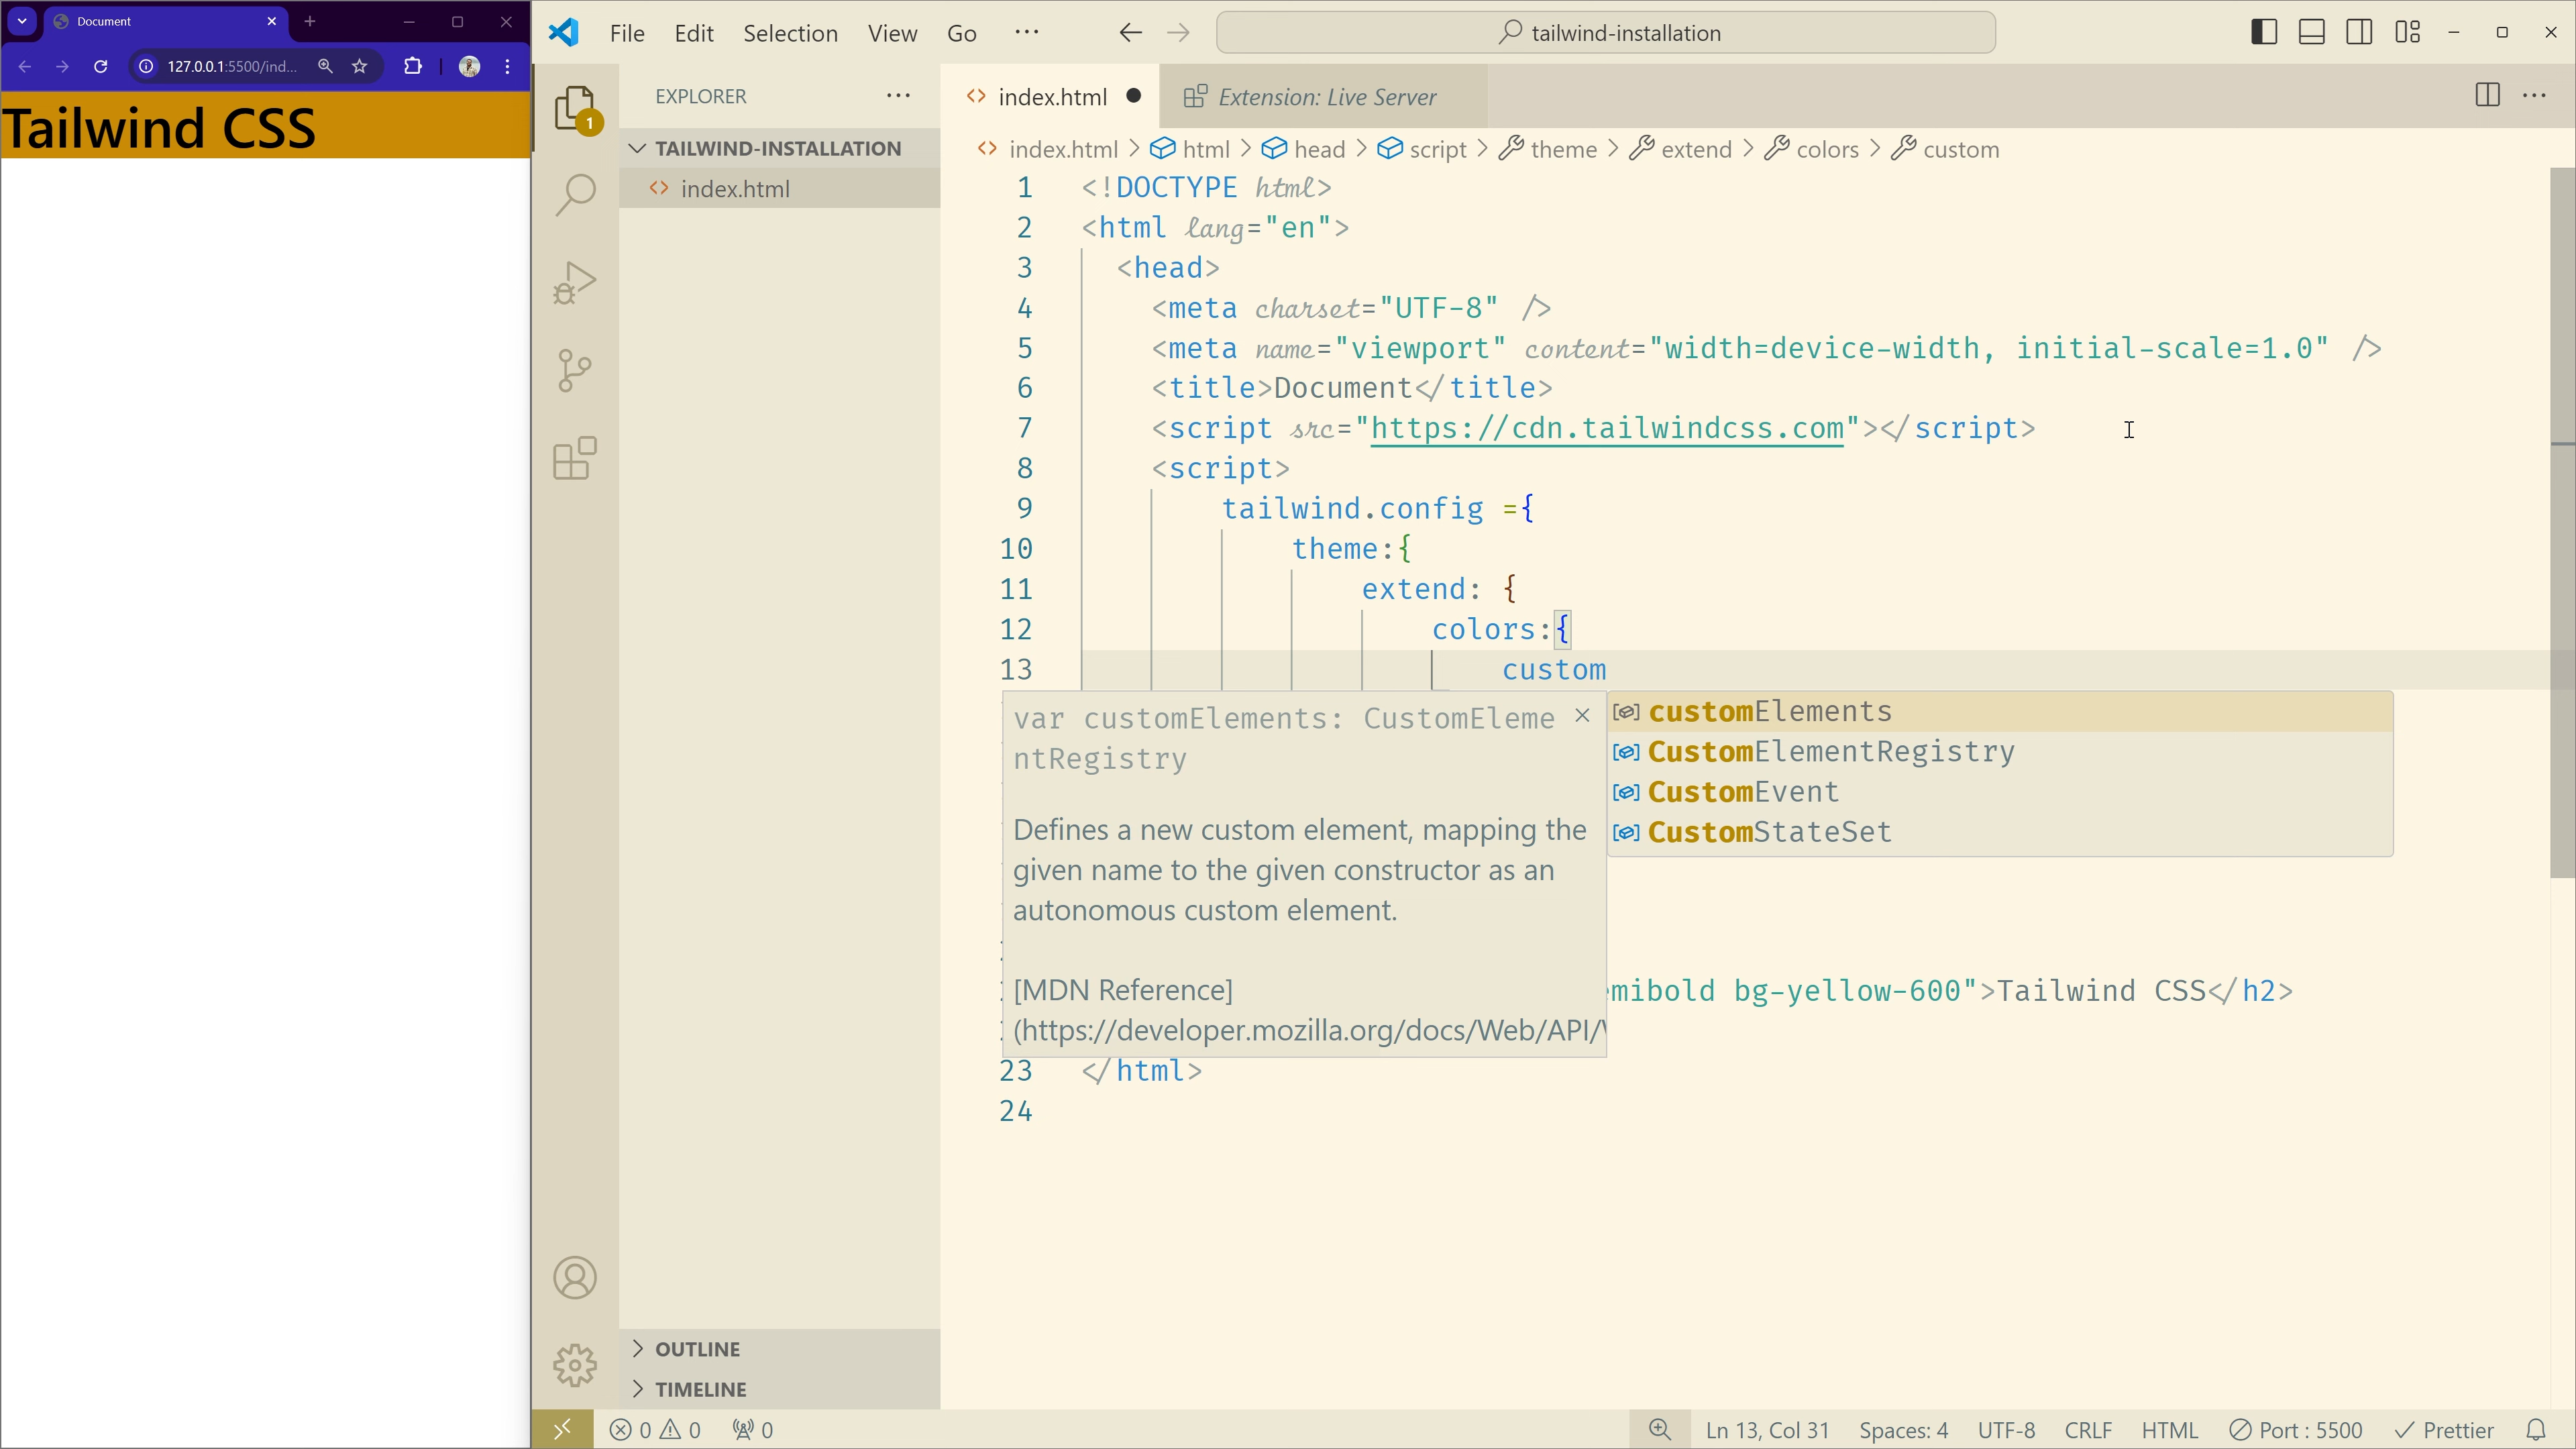 Document
127.0.0.1:5500/ind...
Tailwind CSS
File Edit Selection View Go ...
tailwind-installation
EXPLORER
1
TAILWIND-INSTALLATION
index.html
OUTLINE
TIMELINE
index.html
Extension: Live Server
index.html > html > head > script > theme > extend > colors > custom
1 <!DOCTYPE html>
2 <html lang="en">
3 <head>
4 <meta charset="UTF-8" />
5 <meta name="viewport" content="width=device-width, initial-scale=1.0" />
6 <title>Document</title>
7 <script src="https://cdn.tailwindcss.com"></script>
8 <script>
9 tailwind.config ={
10 theme:{
11 extend: {
12 colors:{
13 custom
var customElements: CustomEleme
ntRegistry
Defines a new custom element, mapping the
given name to the given constructor as an
autonomous custom element.
[MDN Reference]
(https://developer.mozilla.org/docs/Web/API/
customElements
CustomElementRegistry
CustomEvent
CustomStateSet
mibold bg-yellow-600">Tailwind CSS</h2>
23 </html>
24
0 0 0
Ln 13, Col 31 Spaces: 4 UTF-8 CRLF HTML Port : 5500 Prettier